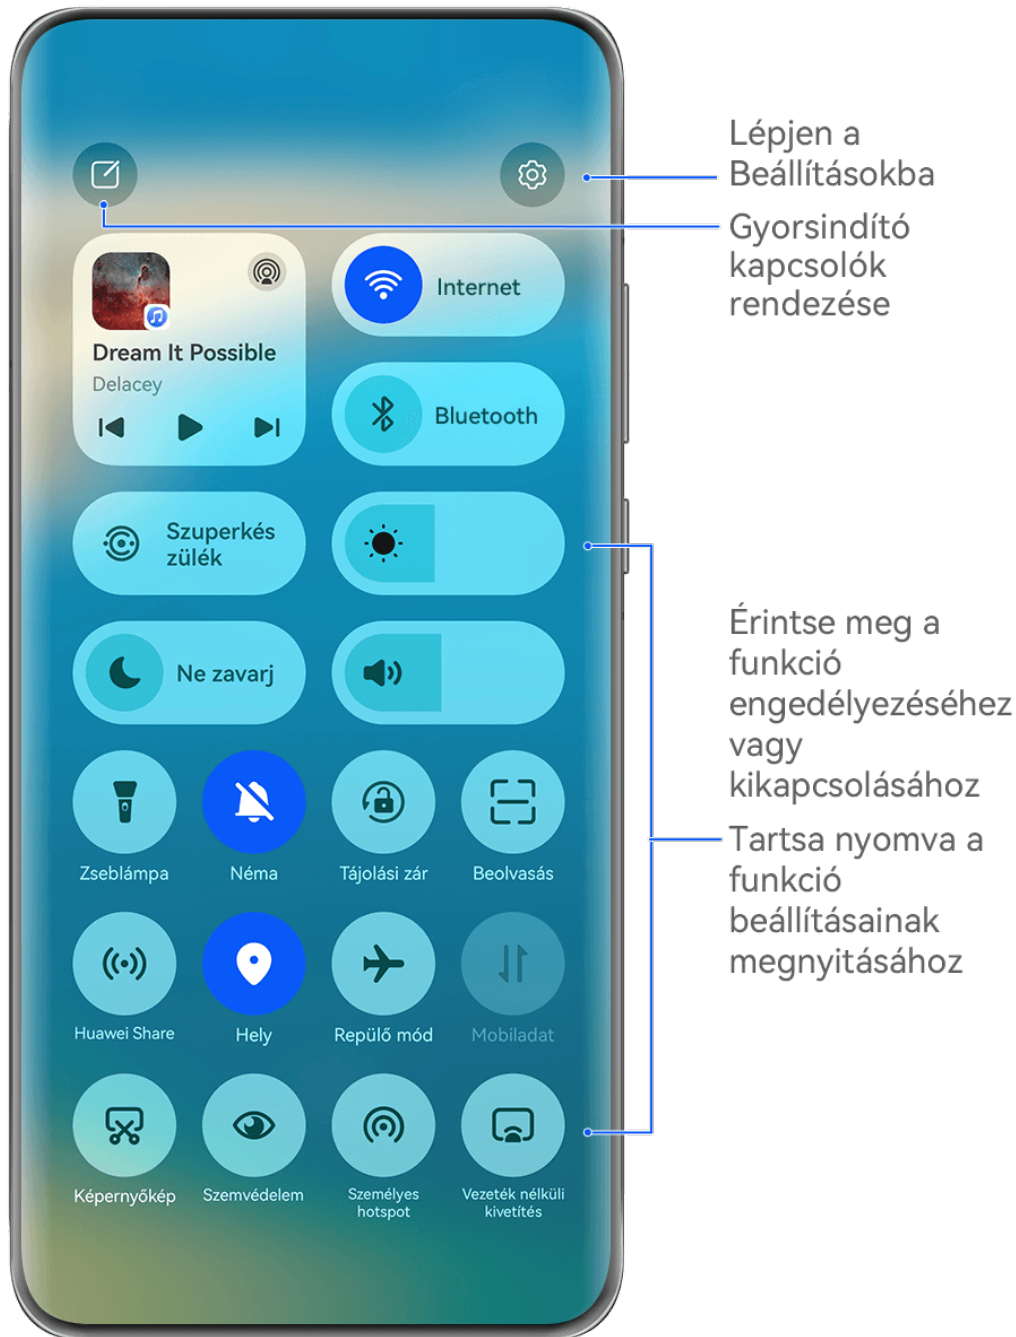 Lépjen a
Beállításokba
Gyorsindító
kapcsolók
rendezése
Internet
Dream It Possible
Delacey
Bluetooth
Szuperkés
zülék
Ne zavarj
Érintse meg a
funkció
engedélyezéséhez
vagy
kikapcsolásához
Tartsa nyomva a
funkció
beállításainak
megnyitásához
Zseblámpa
Néma
Tájolási zár
Beolvasás
Huawei Share
Hely
Repülő mód
Mobiladat
Képernyőkép
Szemvédelem
Személyes
hotspot
Vezeték nélküli
kivetítés